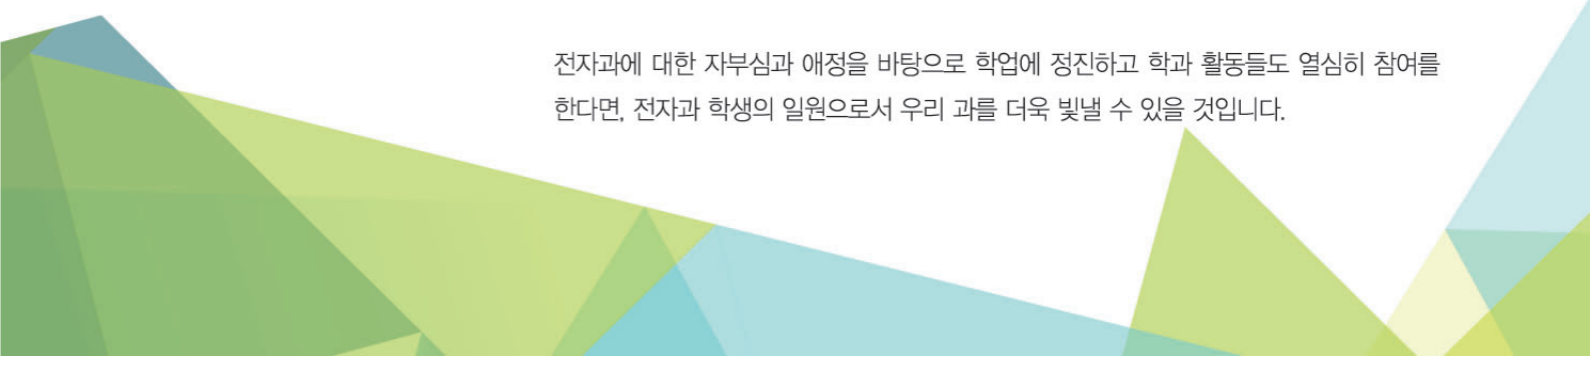 전자과에 대한 자부심과 애정을 바탕으로 학업에 정진하고 학과 활동들도 열심히 참여를
한다면, 전자과 학생의 일원으로서 우리 과를 더욱 빛낼 수 있을 것입니다.